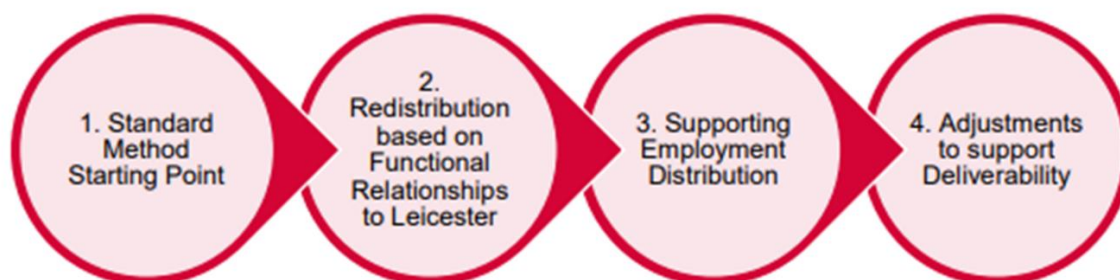 1. Standard
Method
Starting Point
2.
Redistribution
based on
Functional
Relationships
to Leicester
3. Supporting
Employment
Distribution
4. Adjustments
to support
Deliverability